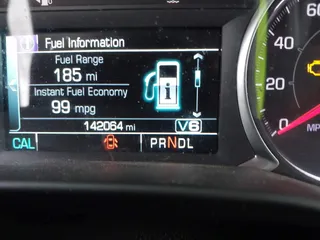 Fuel Information
Fuel Range
185 mi
Instant Fuel Economy
99 mpg
i
142064 mi V6
CAL PRNDL
60
40
20
0
MP